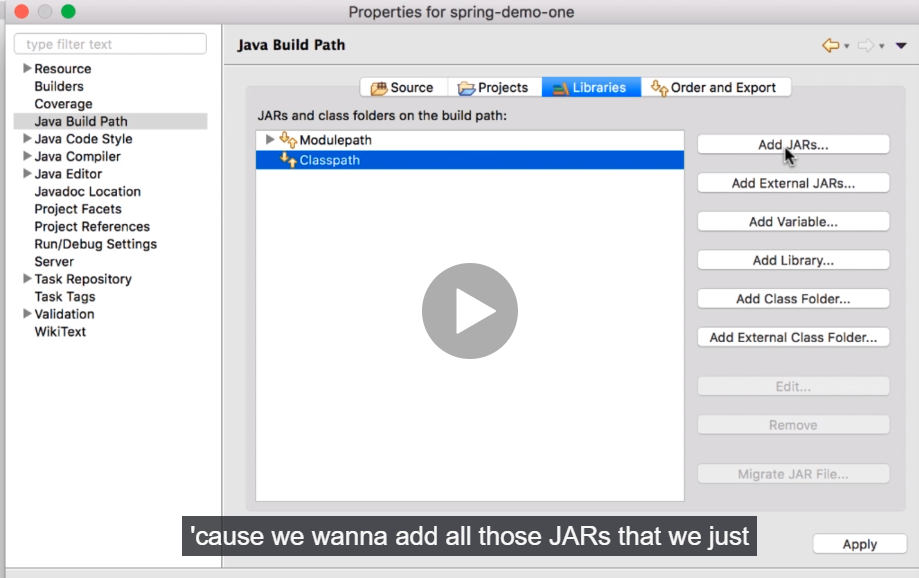 Properties for spring-demo-one
type filter text
Java Build Path
Resource
Builders
Coverage
Java Build Path
Java Code Style
Java Compiler
Java Editor
Javadoc Location
Project Facets
Project References
Run/Debug Settings
Server
Task Repository
Task Tags
Validation
WikiText
Source
Projects
Libraries
Order and Export
JARs and class folders on the build path:
Modulepath
Classpath
Add JARs...
Add External JARs...
Add Variable...
Add Library...
Add Class Folder...
Add External Class Folder...
Edit...
Remove
Migrate JAR File...
'cause we wanna add all those JARs that we just
Apply